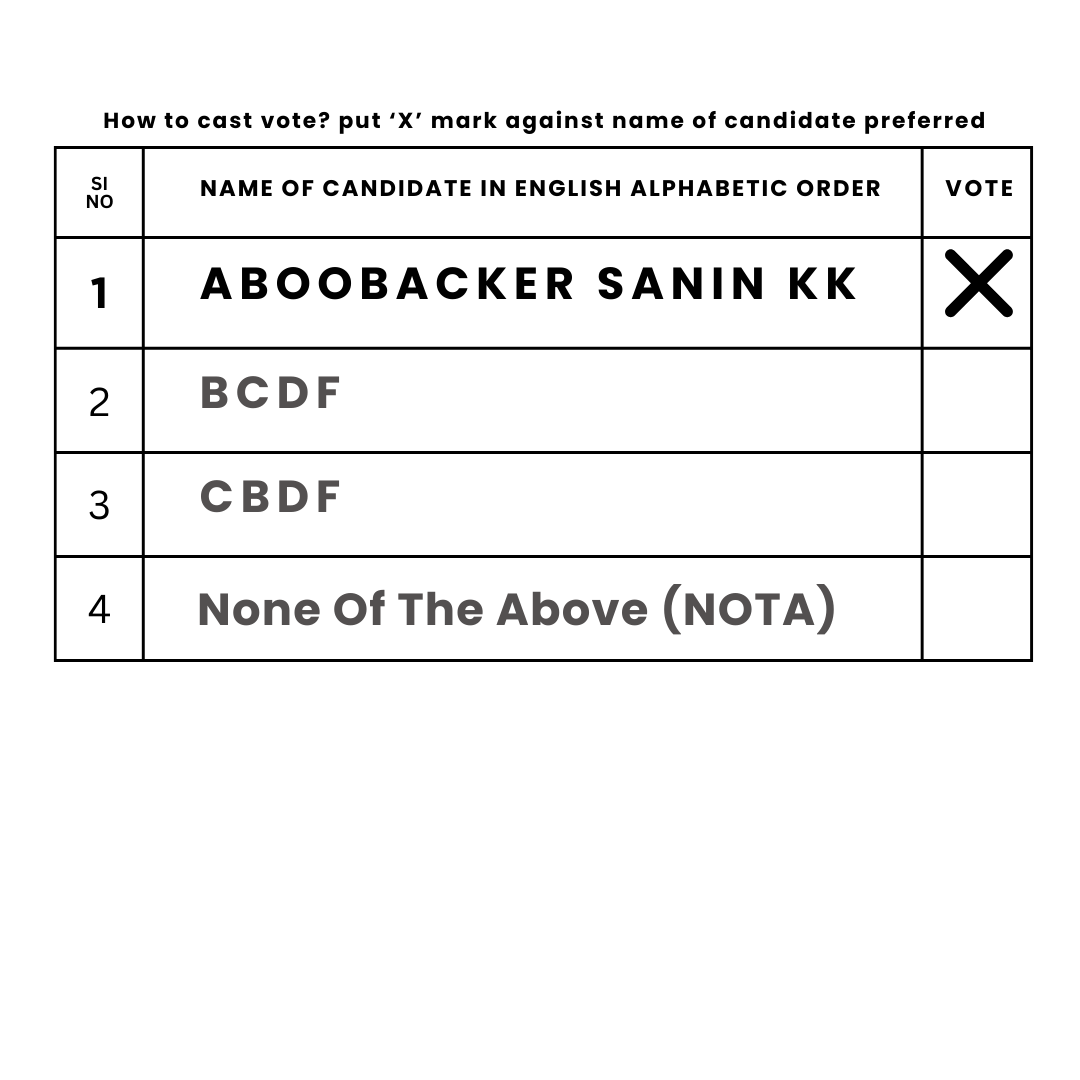 How to cast vote? put ‘X’ mark against name of candidate preferred
SI
NO
NAME OF CANDIDATE IN ENGLISH ALPHABETIC ORDER
VOTE
1
ABOOBACKER SANIN KK
X
2
BCDF
3
CBDF
4
None Of The Above (NOTA)